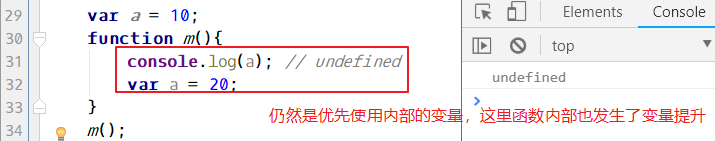 Elements Console
29 var a = 10;
30 function m(){
top
31 console.log(a); // undefined
undefined
32 var a = 20;
33 }
仍然是优先使用内部的变量，这里函数内部也发生了变量提升
34 m();